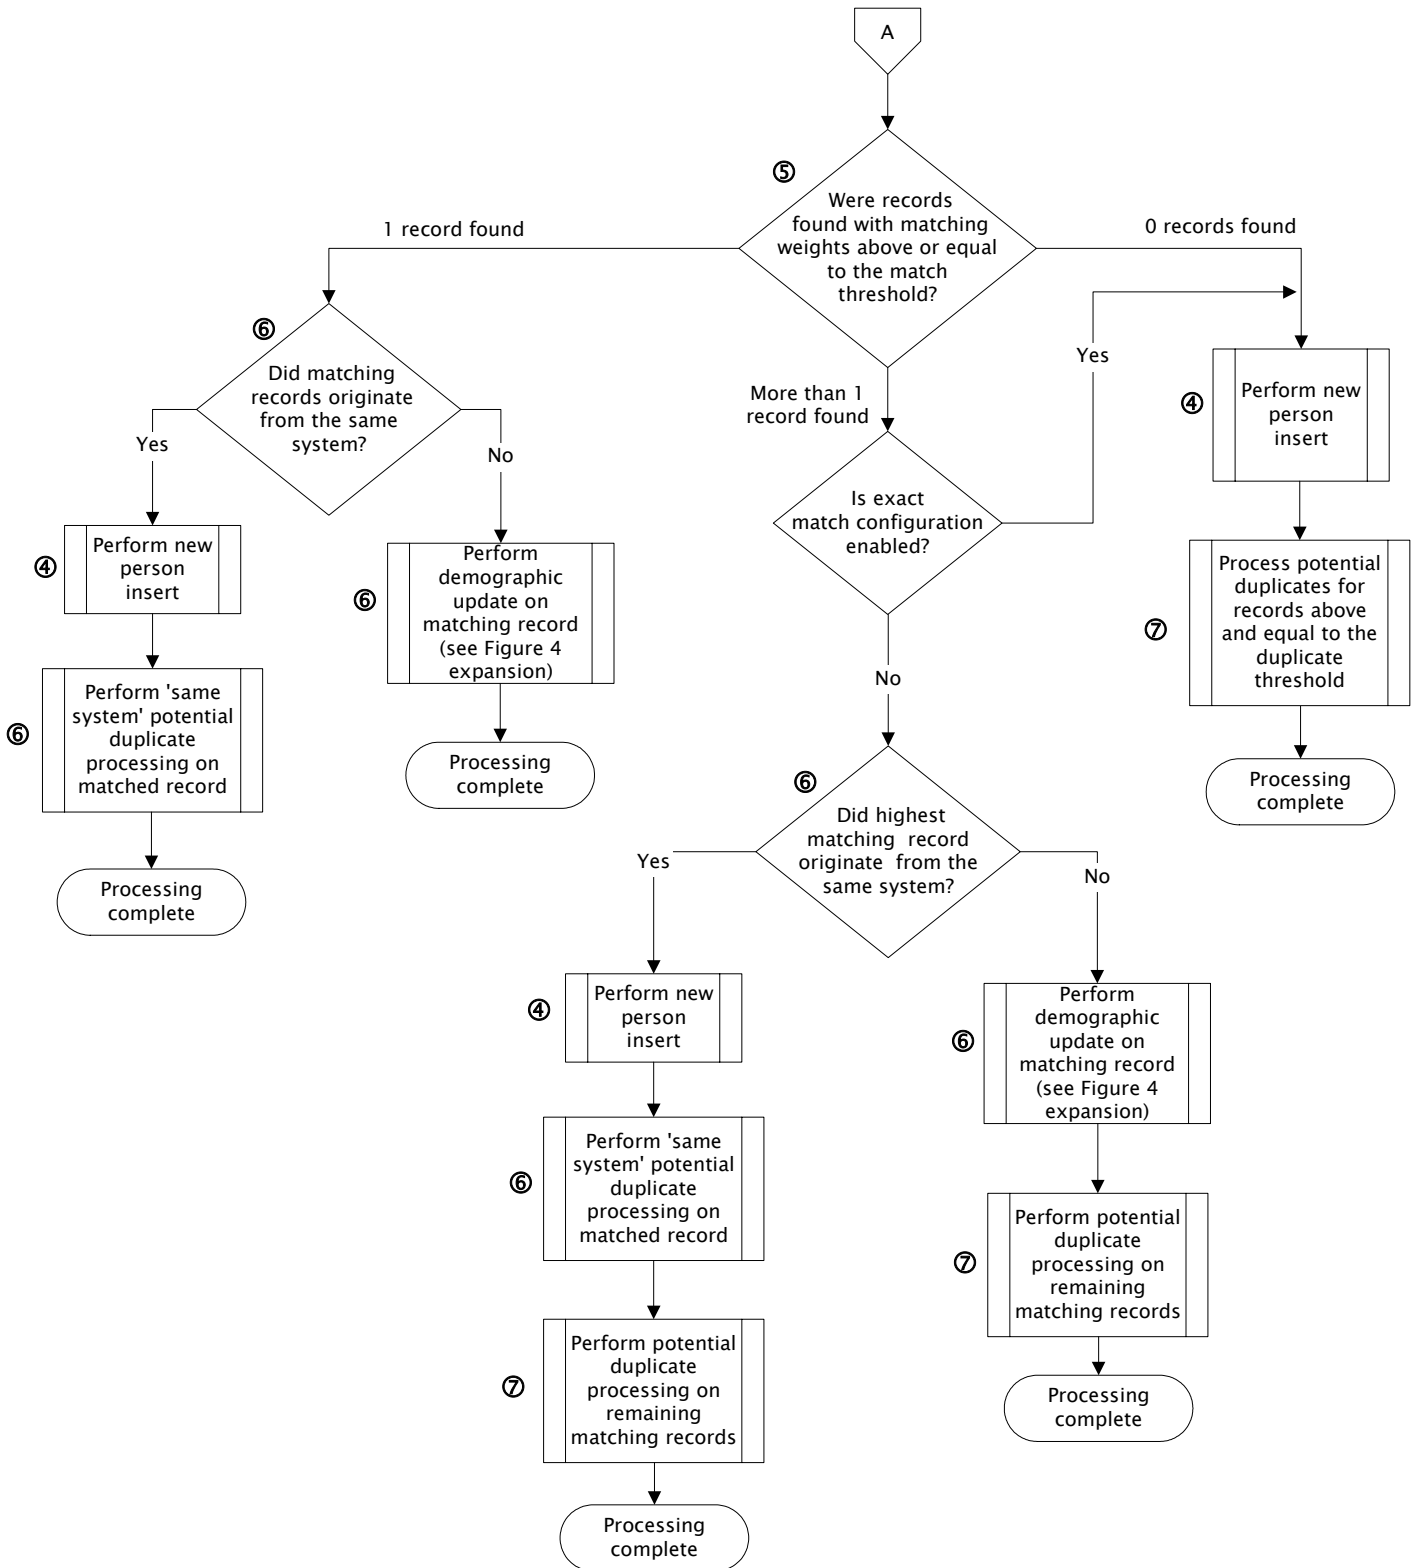 A
⑤
Were records
found with matching
weights above or equal
to the match
threshold?
1 record found
0 records found
⑥
Did matching
records originate
from the same
system?
Yes
No
More than 1
record found
Yes
④
Perform new
person
insert
Is exact
match configuration
enabled?
④
Perform new
person
insert
⑥
Perform
demographic
update on
matching record
(see Figure 4
expansion)
⑦
Process potential
duplicates for
records above
and equal to the
duplicate
threshold
⑥
Perform 'same
system' potential
duplicate
processing on
matched record
No
Processing
complete
Processing
complete
⑥
Did highest
matching record
originate from the
same system?
Yes
No
Processing
complete
④
Perform new
person
insert
⑥
Perform
demographic
update on
matching record
(see Figure 4
expansion)
⑥
Perform 'same
system' potential
duplicate
processing on
matched record
⑦
Perform potential
duplicate
processing on
remaining
matching records
⑦
Perform potential
duplicate
processing on
remaining
matching records
Processing
complete
Processing
complete